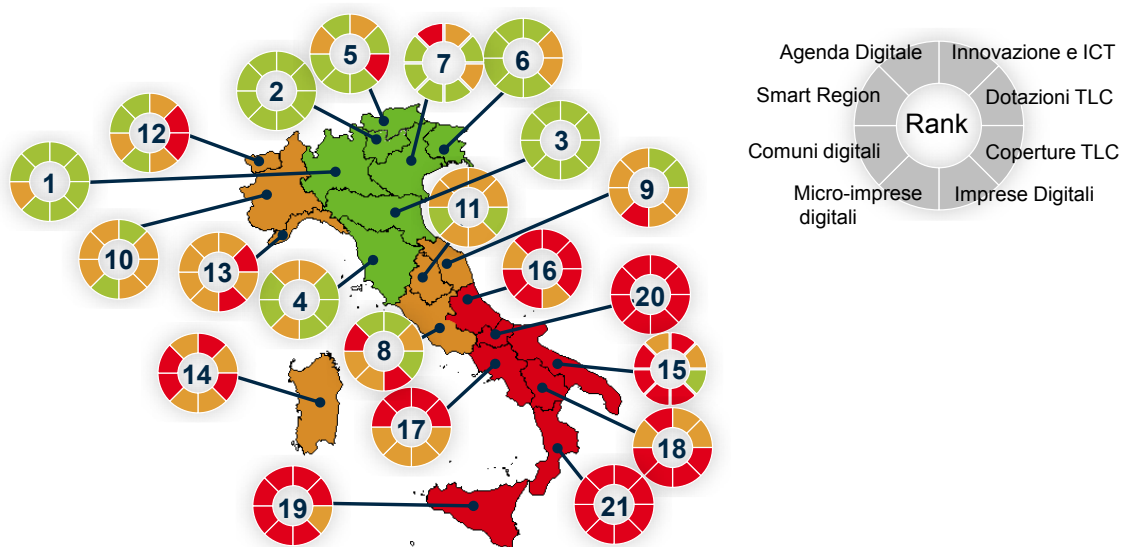 5
7
6
2
3
12
1
9
11
10
13
16
4
20
8
15
14
17
18
19
21
Agenda Digitale
Innovazione e ICT
Smart Region
Dotazioni TLC
Rank
Comuni digitali
Coperture TLC
Micro-imprese
digitali
Imprese Digitali